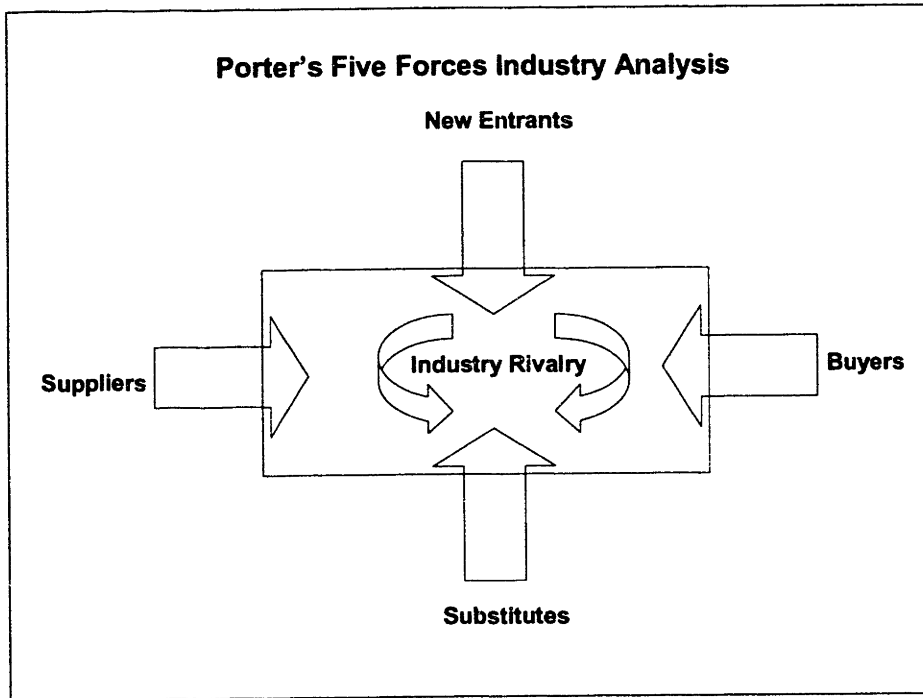 Porter's Five Forces Industry Analysis
New Entrants
Suppliers
Industry Rivalry
Buyers
Substitutes